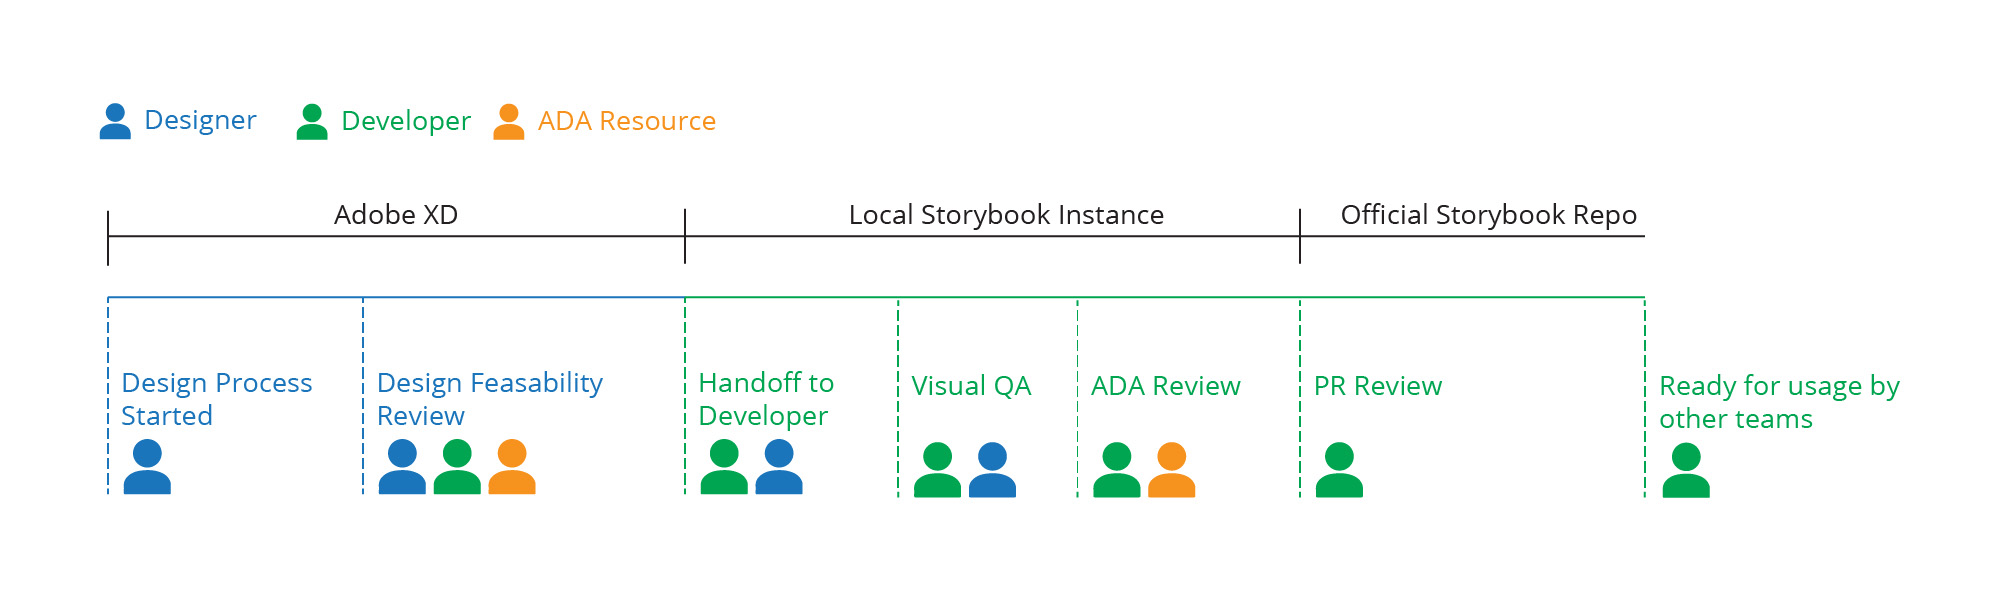 Designer
Developer
ADA Resource
Adobe XD
Local Storybook Instance
Official Storybook Repo
Design Process
Started
Design Feasability
Review
Handoff to
Developer
Visual QA
ADA Review
PR Review
Ready for usage by
other teams